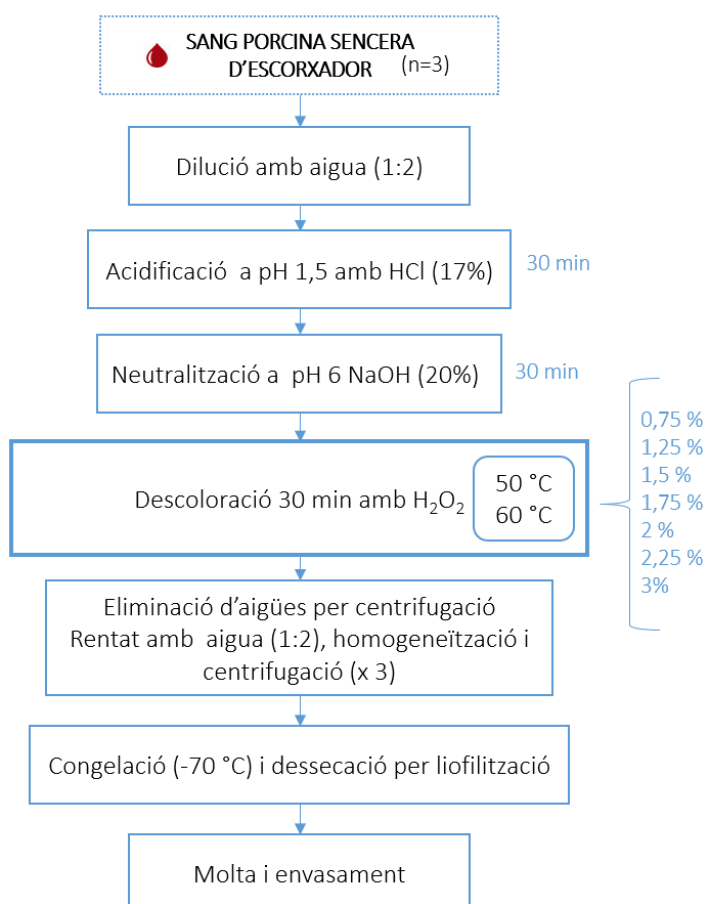 SANG PORCINA SENCERA
D’ESCORXADOR (n=3)
Dilució amb aigua (1:2)
Acidificació a pH 1,5 amb HCl (17%)
30 min
Neutralització a pH 6 NaOH (20%)
30 min
Descoloració 30 min amb H₂O₂
50 °C
60 °C
0,75 %
1,25 %
1,5 %
1,75 %
2 %
2,25 %
3%
Eliminació d’aigües per centrifugació
Rentat amb aigua (1:2), homogeneïtzació i
centrifugació (x 3)
Congelació (-70 °C) i dessecació per liofilització
Molta i envasament